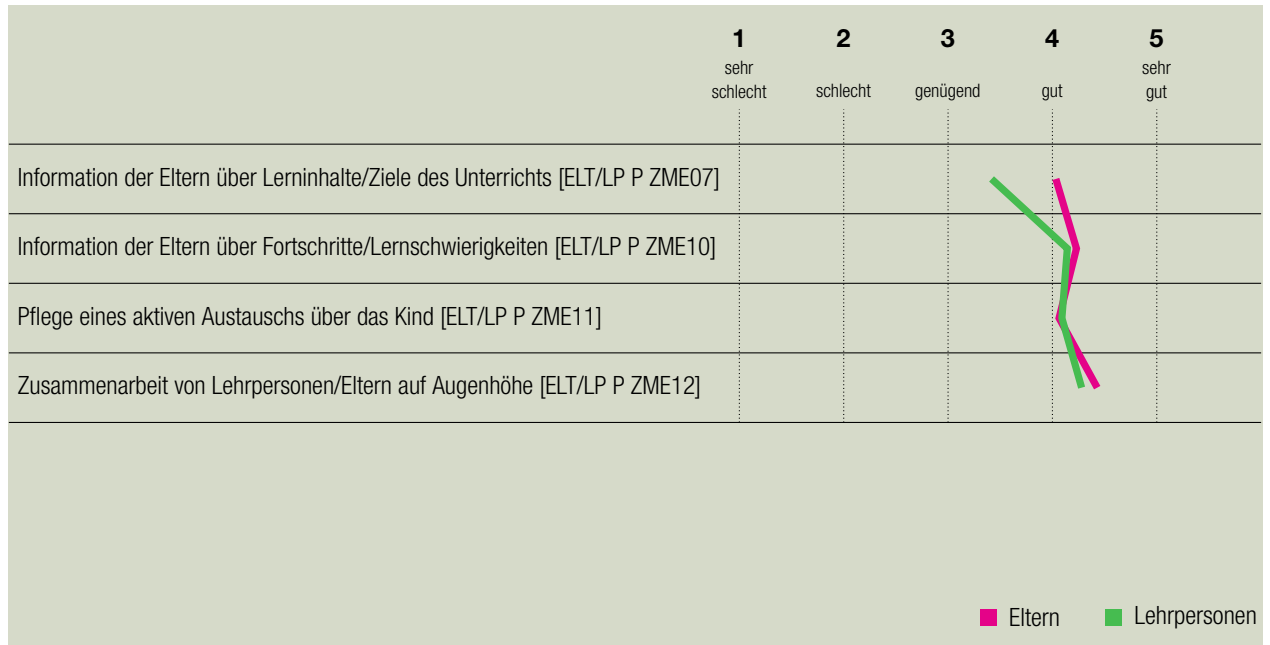 1 2 3 4 5
sehr schlecht schlecht genügend gut sehr gut
Information der Eltern über Lerninhalte/Ziele des Unterrichts [ELT/LP P ZME07]
Information der Eltern über Fortschritte/Lernschwierigkeiten [ELT/LP P ZME10]
Pflege eines aktiven Austauschs über das Kind [ELT/LP P ZME11]
Zusammenarbeit von Lehrpersonen/Eltern auf Augenhöhe [ELT/LP P ZME12]
Eltern Lehrpersonen